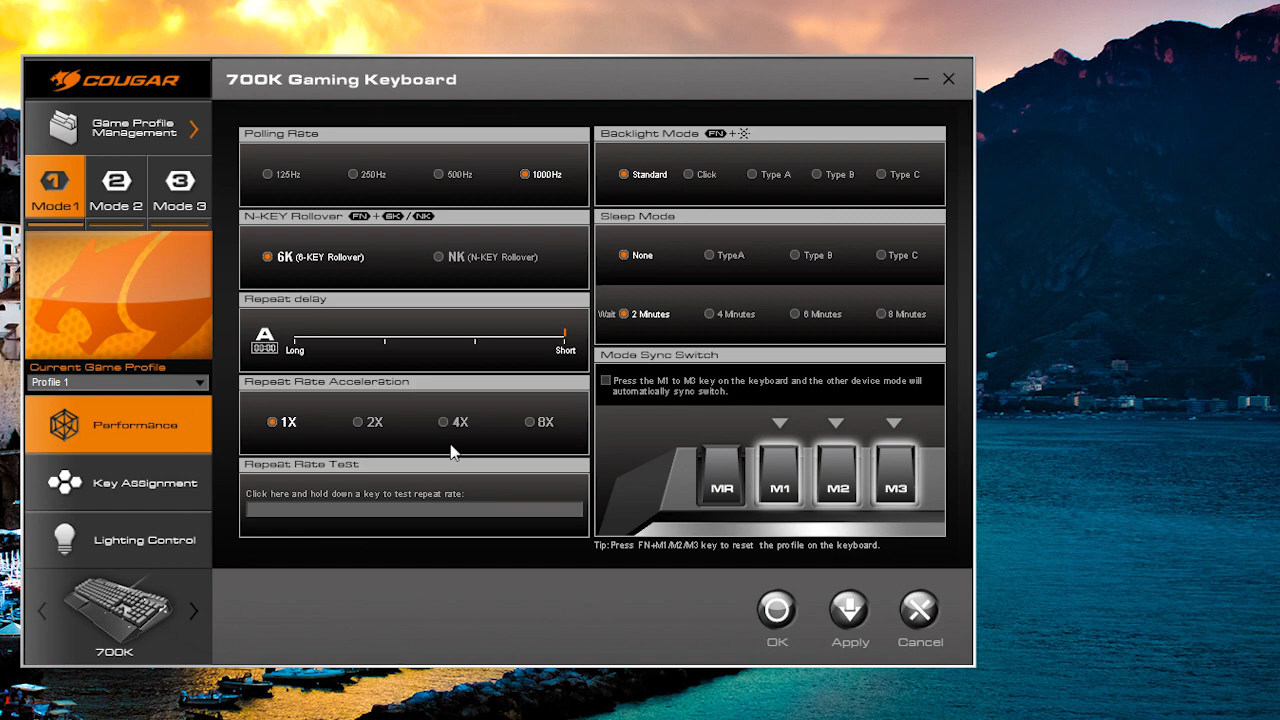 COUGAR
700K Gaming Keyboard
Game Profile
Management
1
Mode1
2
Mode 2
3
Mode 3
Current Game Profile
Profile 1
Performance
Key Assignment
Lighting Control
700K
Polling Rate
125Hz
250Hz
500Hz
1000Hz
N-KEY Rollover FN + 6K / NK
6K (6-KEY Rollover)
NK (N-KEY Rollover)
Repeat delay
A
00:00
Long
Short
Repeat Rate Acceleration
1X
2X
4X
8X
Repeat Rate Test
Click here and hold down a key to test repeat rate:
Backlight Mode FN +
Standard
Click
Type A
Type B
Type C
Sleep Mode
None
TypeA
Type B
Type C
Wait
2 Minutes
4 Minutes
6 Minutes
8 Minutes
Mode Sync Switch
Press the M1 to M3 key on the keyboard and the other device mode will
automatically sync switch.
MR
M1
M2
M3
Tip:Press FN+M1/M2/M3 key to reset the profile on the keyboard.
OK
Apply
Cancel